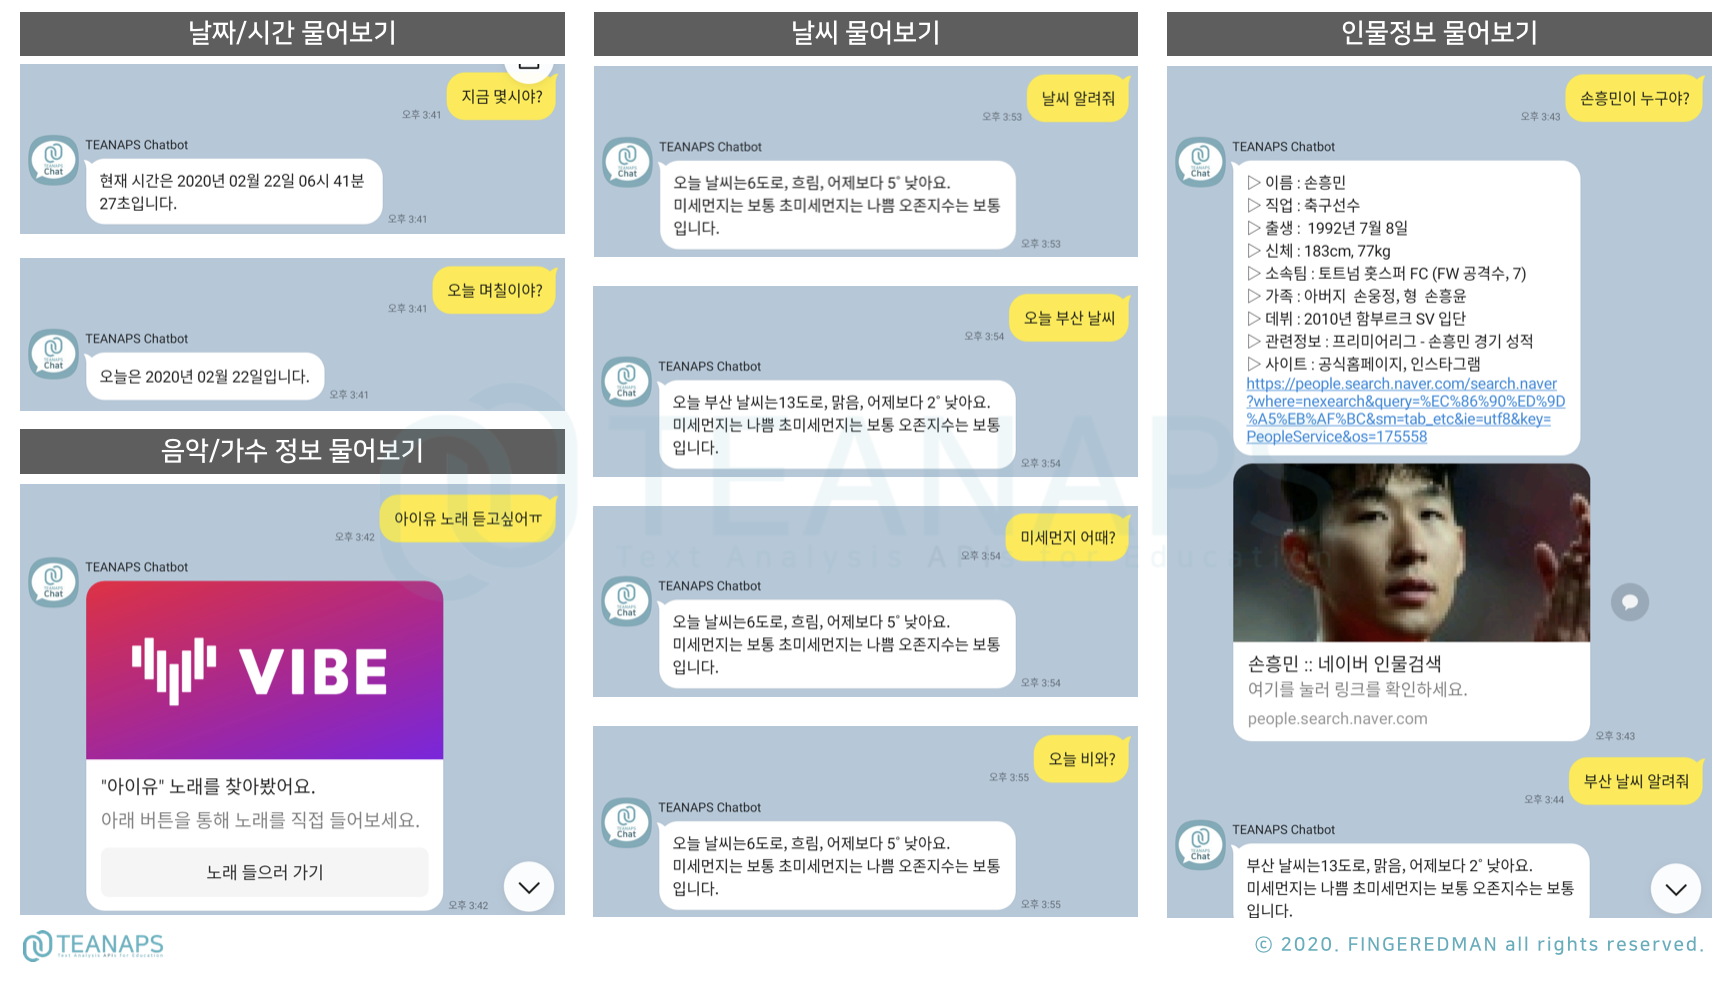 날짜/시간 물어보기
지금 몇시야?
오후 3:41
TEANAPS Chatbot
Chat
현재 시간은 2020년 02월 22일 06시 41분
27초입니다.
오후 3:41
오늘 며칠이야?
오후 3:41
TEANAPS Chatbot
Chat
오늘은 2020년 02월 22일입니다.
오후 3:41
음악/가수 정보 물어보기
아이유 노래 듣고싶어ㅠ
오후 3:42
TEANAPS Chatbot
Chat
VIBE
"아이유" 노래를 찾아봤어요.
아래 버튼을 통해 노래를 직접 들어보세요.
노래 들으러 가기
오후 3:42
날씨 물어보기
날씨 알려줘
오후 3:53
TEANAPS Chatbot
Chat
오늘 날씨는6도로, 흐림, 어제보다 5˚ 낮아요.
미세먼지는 보통 초미세먼지는 나쁨 오존지수는 보통
입니다.
오후 3:53
오늘 부산 날씨
오후 3:54
TEANAPS Chatbot
Chat
오늘 부산 날씨는13도로, 맑음, 어제보다 2˚ 낮아요.
미세먼지는 나쁨 초미세먼지는 보통 오존지수는 보통
입니다.
오후 3:54
미세먼지 어때?
오후 3:54
TEANAPS Chatbot
Chat
오늘 날씨는6도로, 흐림, 어제보다 5˚ 낮아요.
미세먼지는 보통 초미세먼지는 나쁨 오존지수는 보통
입니다.
오후 3:54
오늘 비와?
오후 3:55
TEANAPS Chatbot
Chat
오늘 날씨는6도로, 흐림, 어제보다 5˚ 낮아요.
미세먼지는 보통 초미세먼지는 나쁨 오존지수는 보통
입니다.
오후 3:55
인물정보 물어보기
손흥민이 누구야?
오후 3:43
TEANAPS Chatbot
Chat
▷ 이름 : 손흥민
▷ 직업 : 축구선수
▷ 출생 : 1992년 7월 8일
▷ 신체 : 183cm, 77kg
▷ 소속팀 : 토트넘 홋스퍼 FC (FW 공격수, 7)
▷ 가족 : 아버지 손웅정, 형 손흥윤
▷ 데뷔 : 2010년 함부르크 SV 입단
▷ 관련정보 : 프리미어리그 - 손흥민 경기 성적
▷ 사이트 : 공식홈페이지, 인스타그램
https://people.search.naver.com/search.naver
?where=nexearch&query=%EC%86%90%ED%9D
%A5%EB%AF%BC&sm=tab_etc&ie=utf8&key=
PeopleService&os=175558
손흥민 :: 네이버 인물검색
여기를 눌러 링크를 확인하세요.
people.search.naver.com
오후 3:43
부산 날씨 알려줘
오후 3:44
TEANAPS Chatbot
Chat
부산 날씨는13도로, 맑음, 어제보다 2˚ 낮아요.
미세먼지는 나쁨 초미세먼지는 보통 오존지수는 보통
입니다.
TEANAPS
Text Analysis APIs for Education
TEANAPS
Text Analysis APIs for Education
ⓒ 2020. FINGEREDMAN all rights reserved.